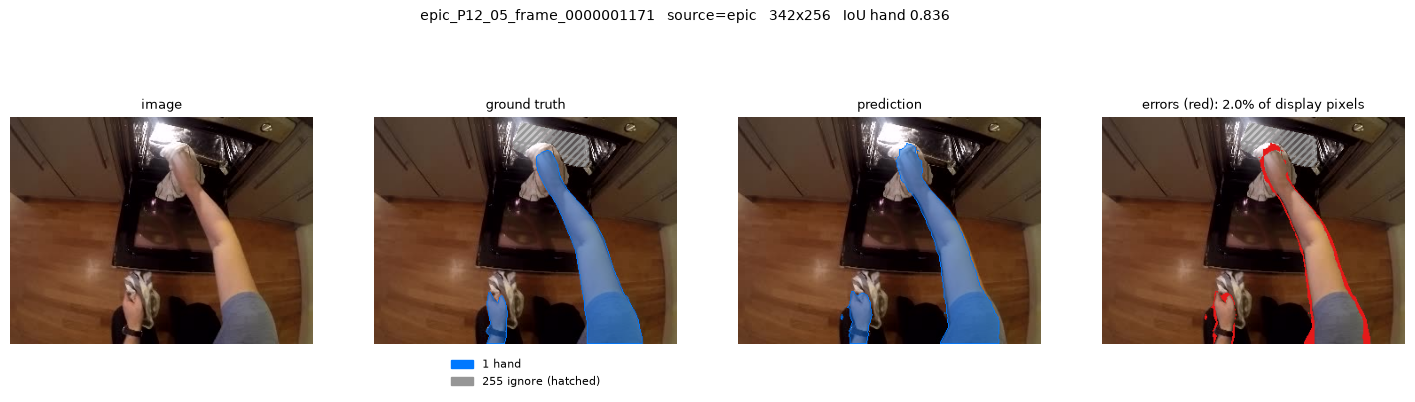 epic_P12_05_frame_0000001171   source=epic   342x256   IoU hand 0.836
image
ground truth
prediction
errors (red): 2.0% of display pixels
1 hand
255 ignore (hatched)